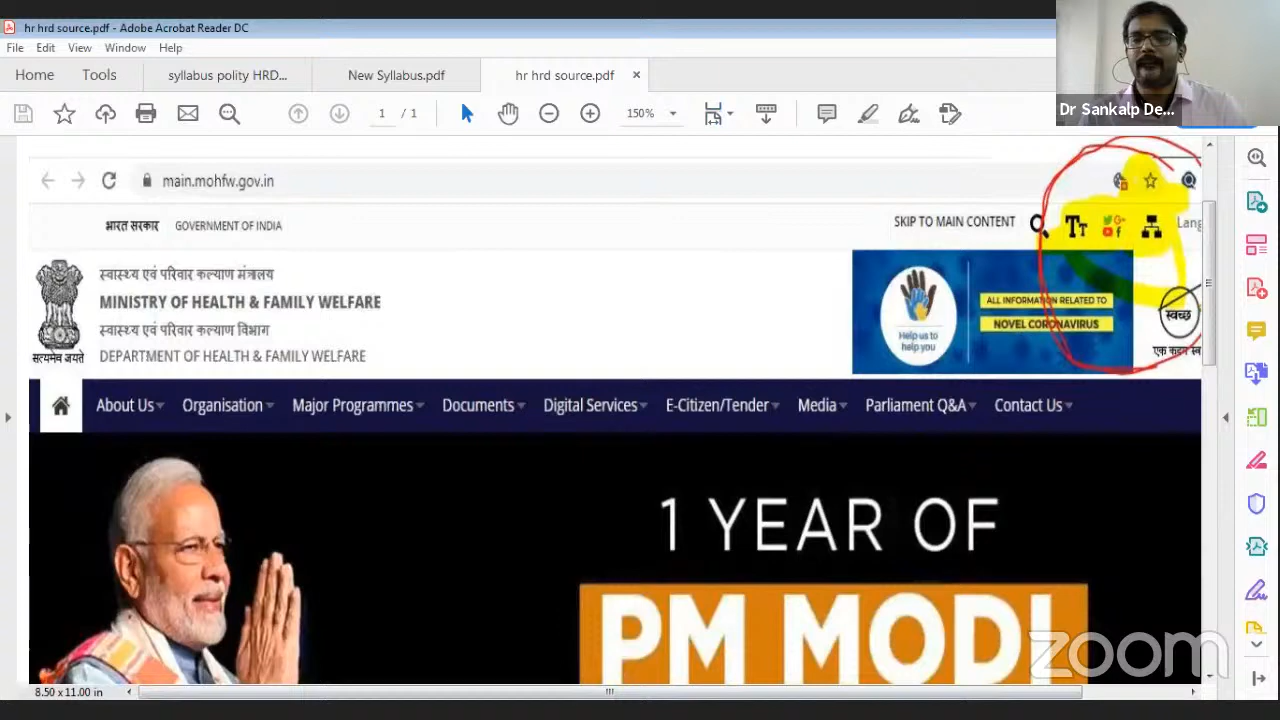 hr hrd source.pdf - Adobe Acrobat Reader DC
File Edit View Window Help
Home Tools syllabus polity HRD... New Syllabus.pdf hr hrd source.pdf ×
1 / 1 150%
Dr Sankalp De...
main.mohfw.gov.in
भारत सरकार GOVERNMENT OF INDIA SKIP TO MAIN CONTENT TT G+ f Lang
स्वास्थ्य एवं परिवार कल्याण मंत्रालय
MINISTRY OF HEALTH & FAMILY WELFARE
स्वास्थ्य एवं परिवार कल्याण विभाग
DEPARTMENT OF HEALTH & FAMILY WELFARE
सत्यमेव जयते
Help us to
help you
ALL INFORMATION RELATED TO
NOVEL CORONAVIRUS
स्वच्छ
एक कदम स्व
About Us Organisation Major Programmes Documents Digital Services E-Citizen/Tender Media Parliament Q&A Contact Us
1 YEAR OF
PM MODI
zoom
8.50 x 11.00 in